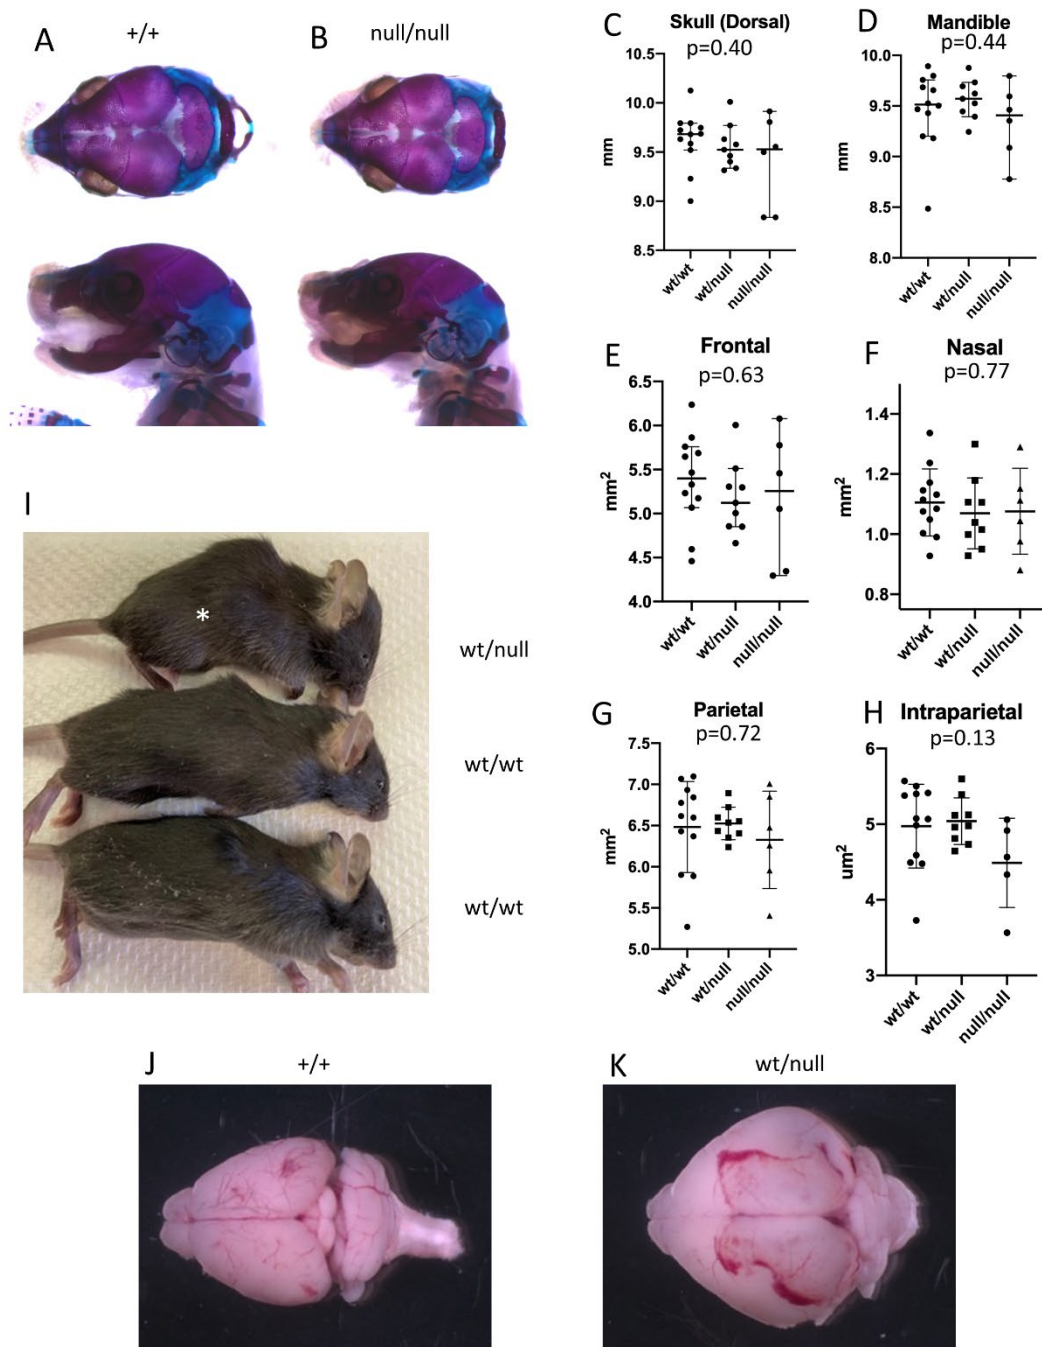 A
+/+
B
null/null
C
Skull (Dorsal)
p=0.40
10.5
10.0
9.5
9.0
8.5
mm
wt/wt
wt/null
null/null
D
Mandible
p=0.44
10.0
9.5
9.0
8.5
8.0
mm
wt/wt
wt/null
null/null
E
Frontal
p=0.63
6.5
6.0
5.5
5.0
4.5
4.0
mm²
wt/wt
wt/null
null/null
F
Nasal
p=0.77
1.4
1.2
1.0
0.8
mm²
wt/wt
wt/null
null/null
G
Parietal
p=0.72
7.5
7.0
6.5
6.0
5.5
5.0
mm²
wt/wt
wt/null
null/null
H
Intraparietal
p=0.13
6
5
4
3
um²
wt/wt
wt/null
null/null
I
*
wt/null
wt/wt
wt/wt
J
+/+
K
wt/null